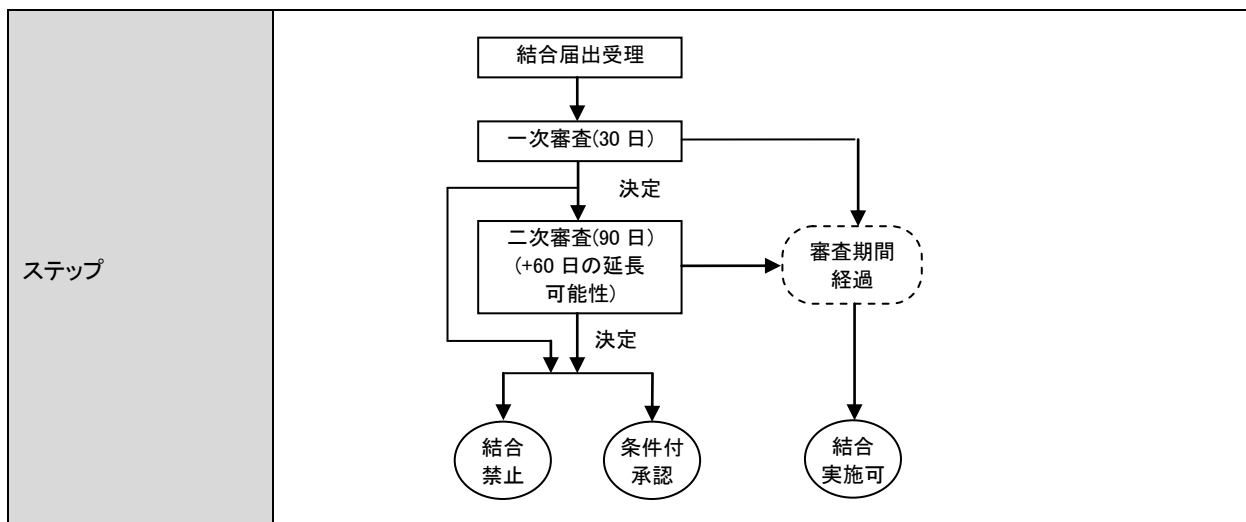 ステップ
結合届出受理
一次審査(30 日)
決定
二次審査(90 日)
(+60 日の延長
可能性)
審査期間
経過
決定
結合
禁止
条件付
承認
結合
実施可